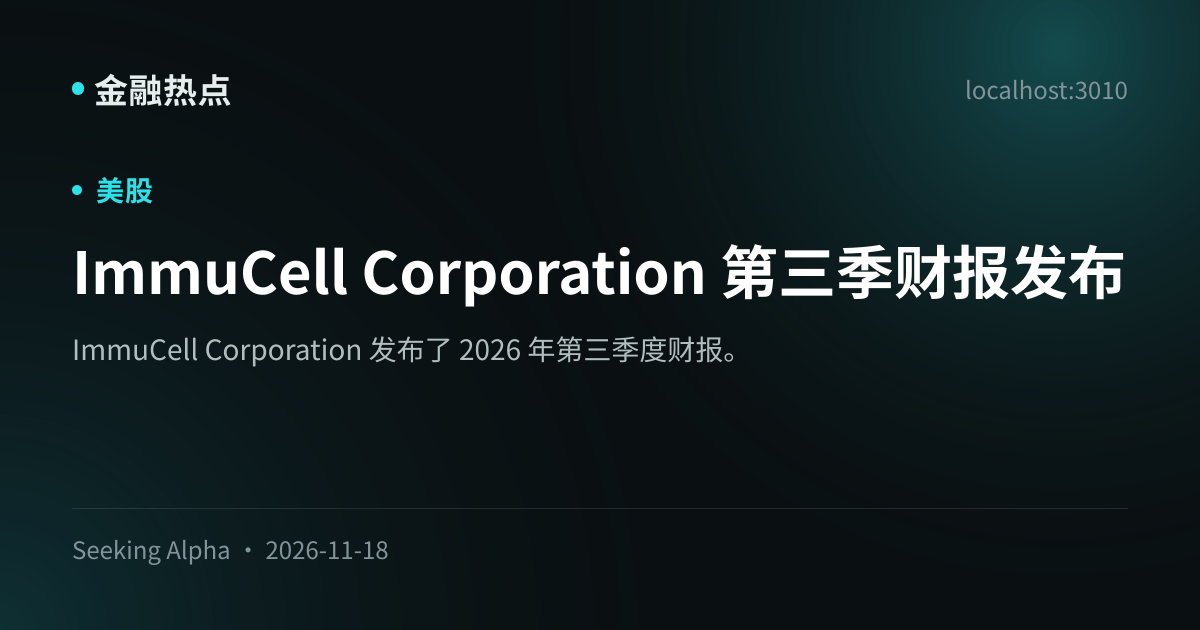 金融热点
localhost:3010
美股
ImmuCell Corporation 第三季财报发布
ImmuCell Corporation 发布了 2026 年第三季度财报。
Seeking Alpha · 2026-11-18